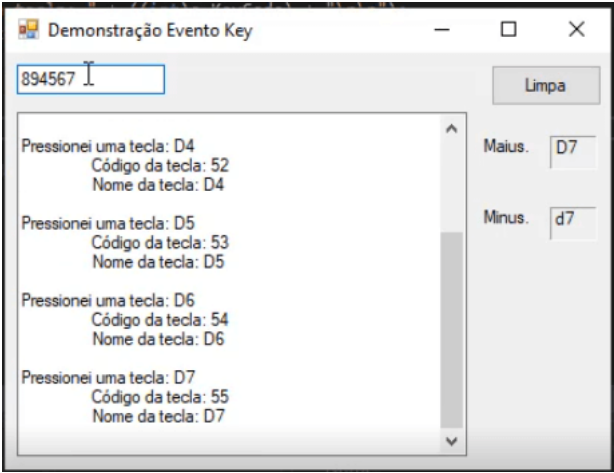 Demonstração Evento Key
894567
Limpa
Pressionei uma tecla: D4
Código da tecla: 52
Nome da tecla: D4
Pressionei uma tecla: D5
Código da tecla: 53
Nome da tecla: D5
Pressionei uma tecla: D6
Código da tecla: 54
Nome da tecla: D6
Pressionei uma tecla: D7
Código da tecla: 55
Nome da tecla: D7
Maius. D7
Minus. d7